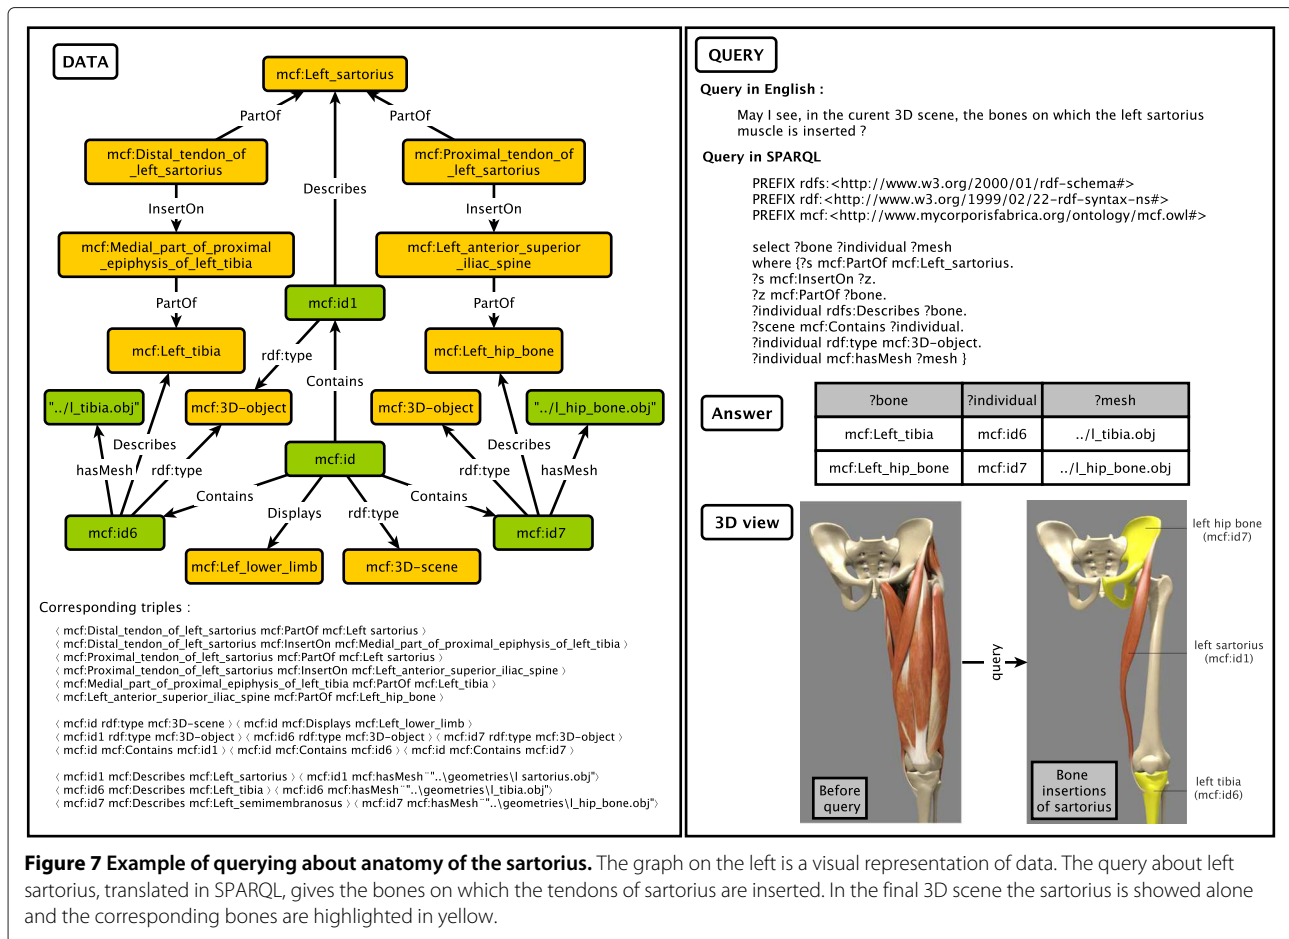 DATA
mcf:Left_sartorius
PartOf
PartOf
mcf:Distal_tendon_of
_left_sartorius
mcf:Proximal_tendon_of
_left_sartorius
Describes
InsertOn
InsertOn
mcf:Medial_part_of_proximal
_epiphysis_of_left_tibia
mcf:Left_anterior_superior
_iliac_spine
PartOf
mcf:id1
PartOf
mcf:Left_tibia
rdf:type
mcf:Left_hip_bone
Contains
"../l_tibia.obj"
mcf:3D-object
mcf:3D-object
"../l_hip_bone.obj"
Describes
Describes
hasMesh
rdf:type
mcf:id
rdf:type
hasMesh
Contains
Contains
Displays
rdf:type
mcf:id6
mcf:id7
mcf:Lef_lower_limb
mcf:3D-scene
Corresponding triples :
⟨ mcf:Distal_tendon_of_left_sartorius mcf:PartOf mcf:Left sartorius ⟩
⟨ mcf:Distal_tendon_of_left_sartorius mcf:InsertOn mcf:Medial_part_of_proximal_epiphysis_of_left_tibia ⟩
⟨ mcf:Proximal_tendon_of_left_sartorius mcf:PartOf mcf:Left sartorius ⟩
⟨ mcf:Proximal_tendon_of_left_sartorius mcf:InsertOn mcf:Left_anterior_superior_iliac_spine ⟩
⟨ mcf:Medial_part_of_proximal_epiphysis_of_left_tibia mcf:PartOf mcf:Left_tibia ⟩
⟨ mcf:Left_anterior_superior_iliac_spine mcf:PartOf mcf:Left_hip_bone ⟩
⟨ mcf:id rdf:type mcf:3D-scene ⟩ ⟨ mcf:id mcf:Displays mcf:Left_lower_limb ⟩
⟨ mcf:id1 rdf:type mcf:3D-object ⟩ ⟨ mcf:id6 rdf:type mcf:3D-object ⟩ ⟨ mcf:id7 rdf:type mcf:3D-object ⟩
⟨ mcf:id mcf:Contains mcf:id1 ⟩ ⟨ mcf:id mcf:Contains mcf:id6 ⟩ ⟨ mcf:id mcf:Contains mcf:id7 ⟩
⟨ mcf:id1 mcf:Describes mcf:Left_sartorius ⟩ ⟨ mcf:id1 mcf:hasMesh¨"..\geometries\l sartorius.obj"⟩
⟨ mcf:id6 mcf:Describes mcf:Left_tibia ⟩ ⟨ mcf:id6 mcf:hasMesh¨"..\geometries\l_tibia.obj"⟩
⟨ mcf:id7 mcf:Describes mcf:Left_semimembranosus ⟩ ⟨ mcf:id7 mcf:hasMesh¨"..\geometries\l_hip_bone.obj"⟩
QUERY
Query in English :
May I see, in the curent 3D scene, the bones on which the left sartorius
muscle is inserted ?
Query in SPARQL
PREFIX rdfs:<http://www.w3.org/2000/01/rdf-schema#>
PREFIX rdf:<http://www.w3.org/1999/02/22-rdf-syntax-ns#>
PREFIX mcf:<http://www.mycorporisfabrica.org/ontology/mcf.owl#>
select ?bone ?individual ?mesh
where {?s mcf:PartOf mcf:Left_sartorius.
?s mcf:InsertOn ?z.
?z mcf:PartOf ?bone.
?individual rdfs:Describes ?bone.
?scene mcf:Contains ?individual.
?individual rdf:type mcf:3D-object.
?individual mcf:hasMesh ?mesh }
Answer
?bone ?individual ?mesh
mcf:Left_tibia mcf:id6 ../l_tibia.obj
mcf:Left_hip_bone mcf:id7 ../l_hip_bone.obj
3D view
left hip bone
(mcf:id7)
query
left sartorius
(mcf:id1)
left tibia
(mcf:id6)
Before
query
Bone
insertions
of sartorius
Figure 7 Example of querying about anatomy of the sartorius. The graph on the left is a visual representation of data. The query about left
sartorius, translated in SPARQL, gives the bones on which the tendons of sartorius are inserted. In the final 3D scene the sartorius is showed alone
and the corresponding bones are highlighted in yellow.